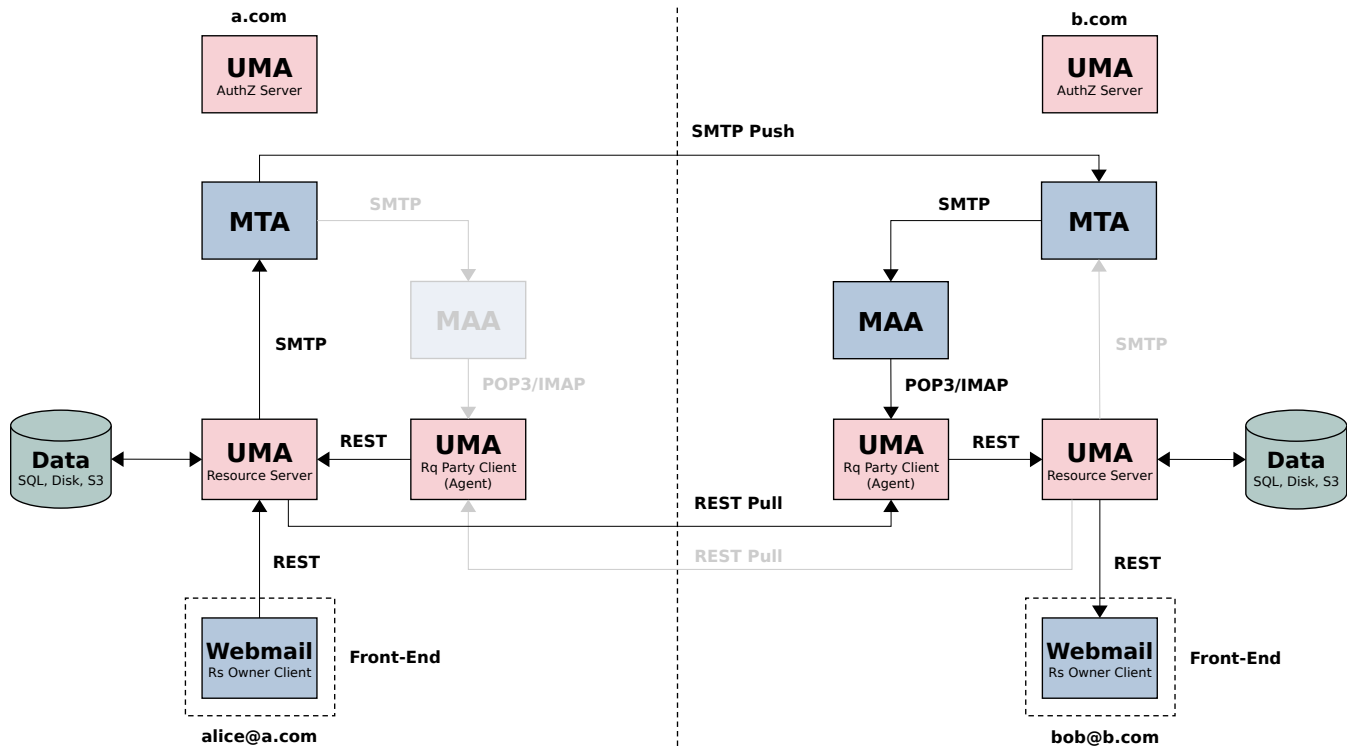 a.com
b.com
UMA
AuthZ Server
UMA
AuthZ Server
SMTP Push
MTA
SMTP
SMTP
MTA
MAA
MAA
SMTP
SMTP
POP3/IMAP
POP3/IMAP
Data
SQL, Disk, S3
UMA
Resource Server
REST
UMA
Rq Party Client
(Agent)
UMA
Rq Party Client
(Agent)
REST
UMA
Resource Server
Data
SQL, Disk, S3
REST Pull
REST Pull
REST
REST
Webmail
Rs Owner Client
Front-End
Webmail
Rs Owner Client
Front-End
alice@a.com
bob@b.com